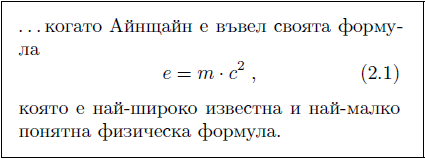 ...когато Айнщайн е въвел своята форму-
ла
e = m · c² , (2.1)
която е най-широко известна и най-малко
понятна физическа формула.